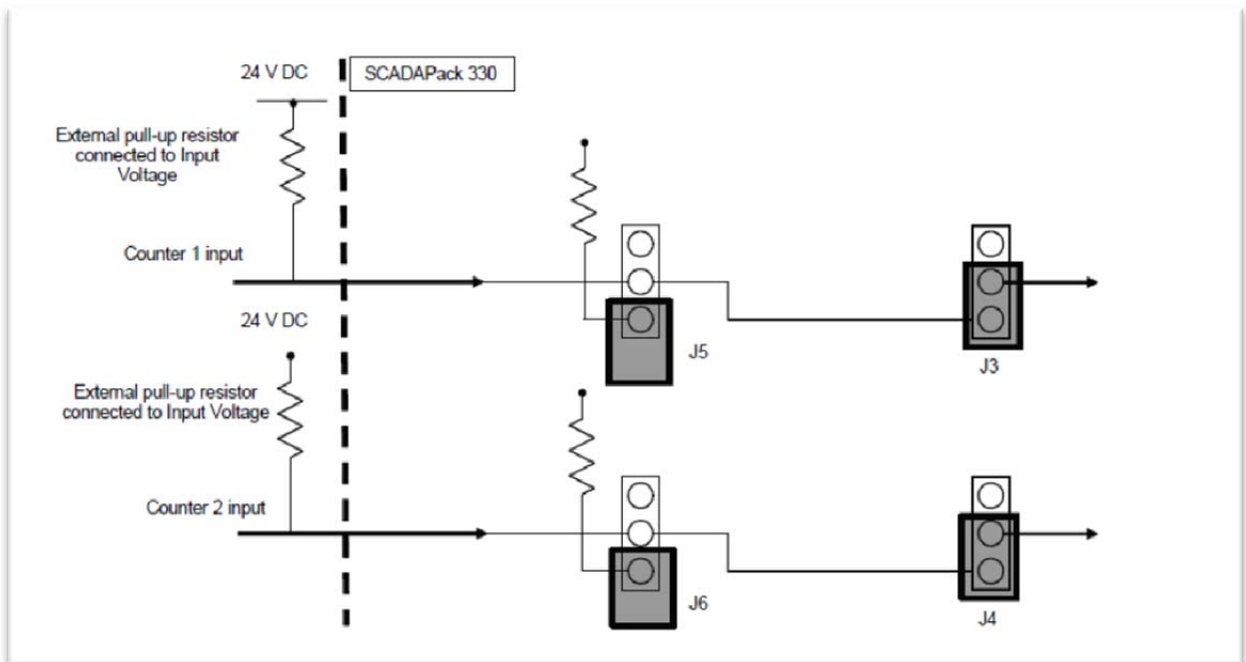 24 V DC
SCADAPack 330
External pull-up resistor
connected to Input
Voltage
Counter 1 input
24 V DC
J5
J3
External pull-up resistor
connected to Input Voltage
Counter 2 input
J6
J4